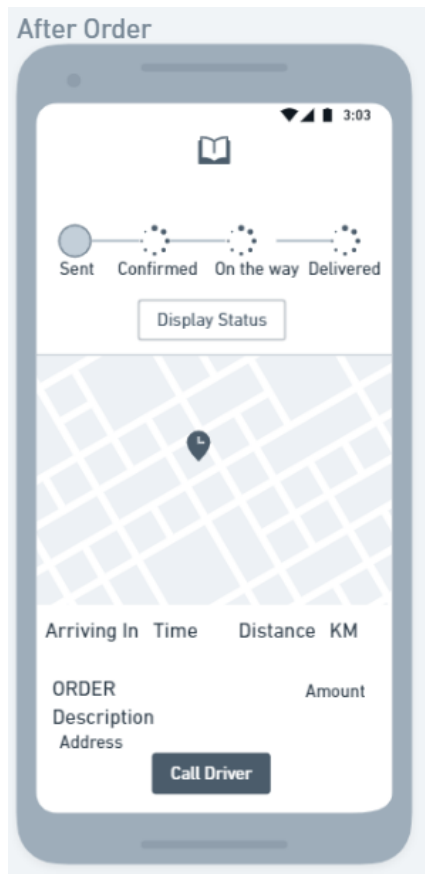 After Order
3:03
Sent Confirmed On the way Delivered
Display Status
Arriving In Time Distance KM
ORDER Amount
Description
Address
Call Driver